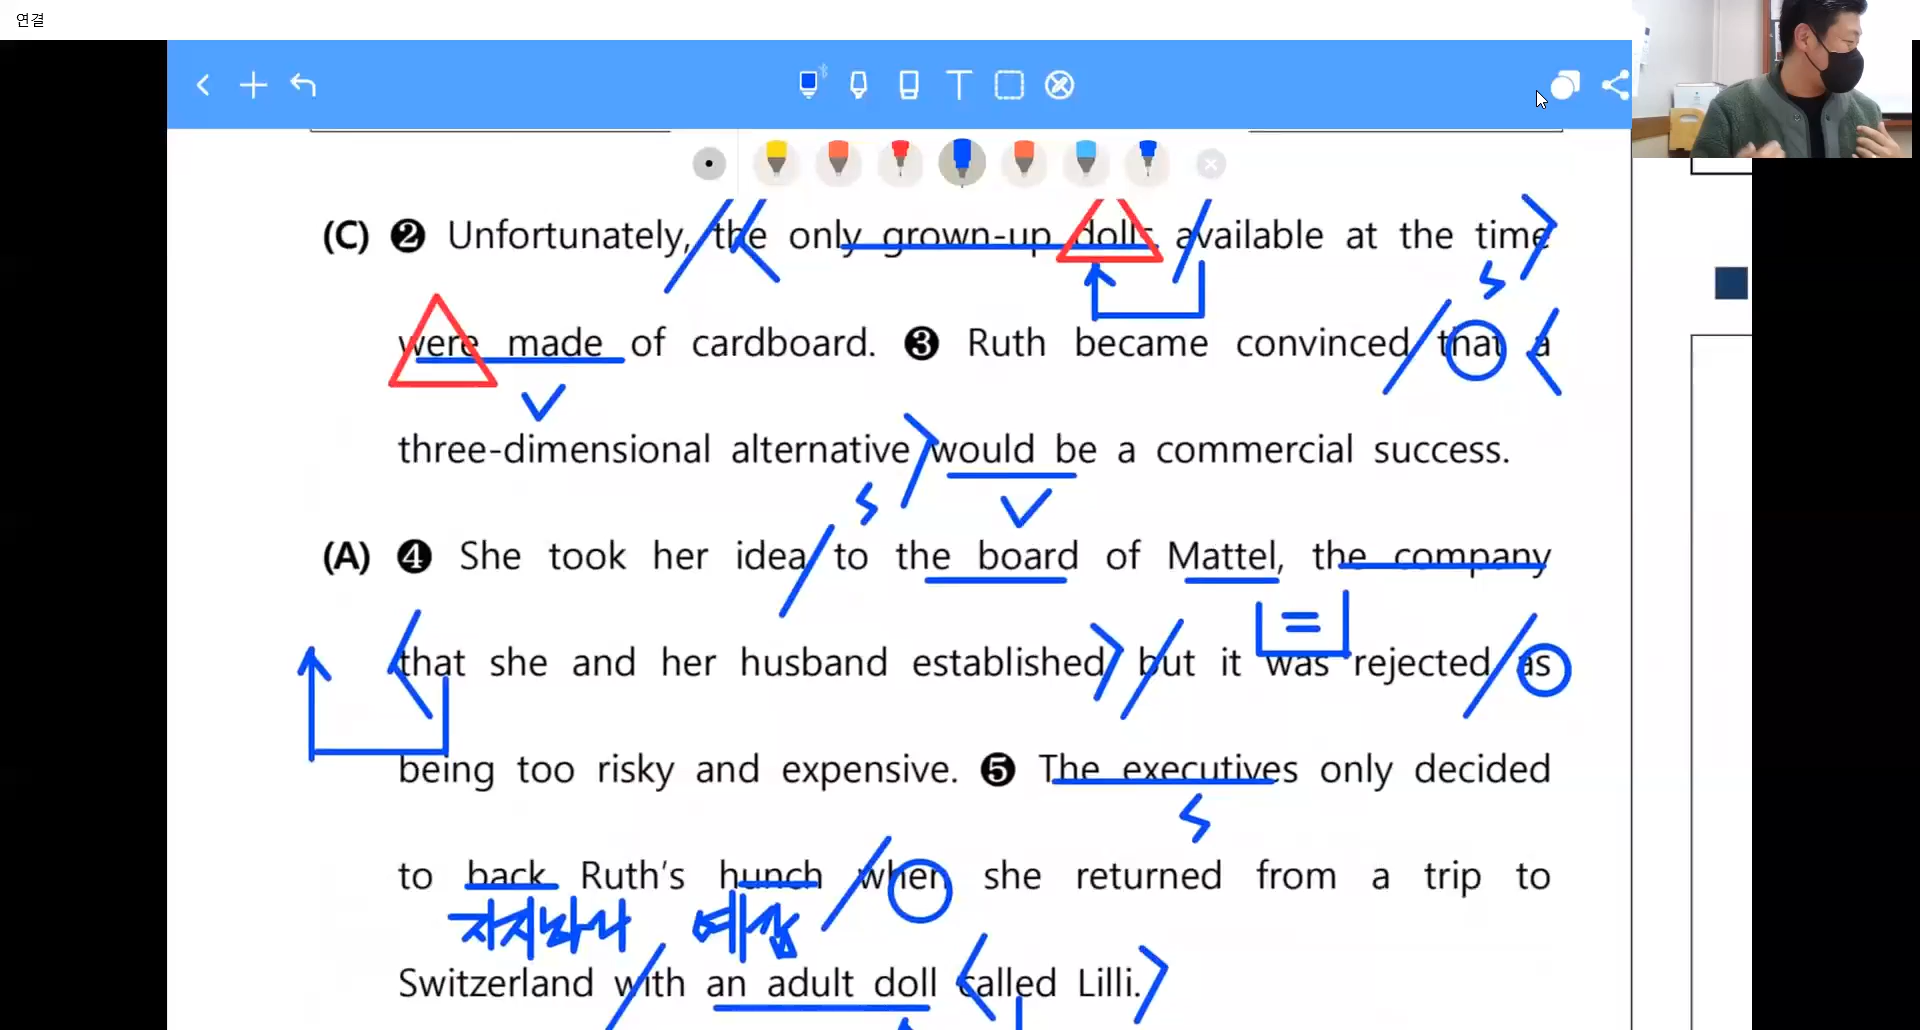 연결
(C) ❷ Unfortunately, the only grown-up dolls available at the time
were made of cardboard. ❸ Ruth became convinced that a
three-dimensional alternative would be a commercial success.
s
s
v
v
(A) ❹ She took her idea to the board of Mattel, the company
=
that she and her husband established but it was rejected as
being too risky and expensive. ❺ The executives only decided
s
to back Ruth's hunch when she returned from a trip to
지지하다 예상
Switzerland with an adult doll called Lilli.